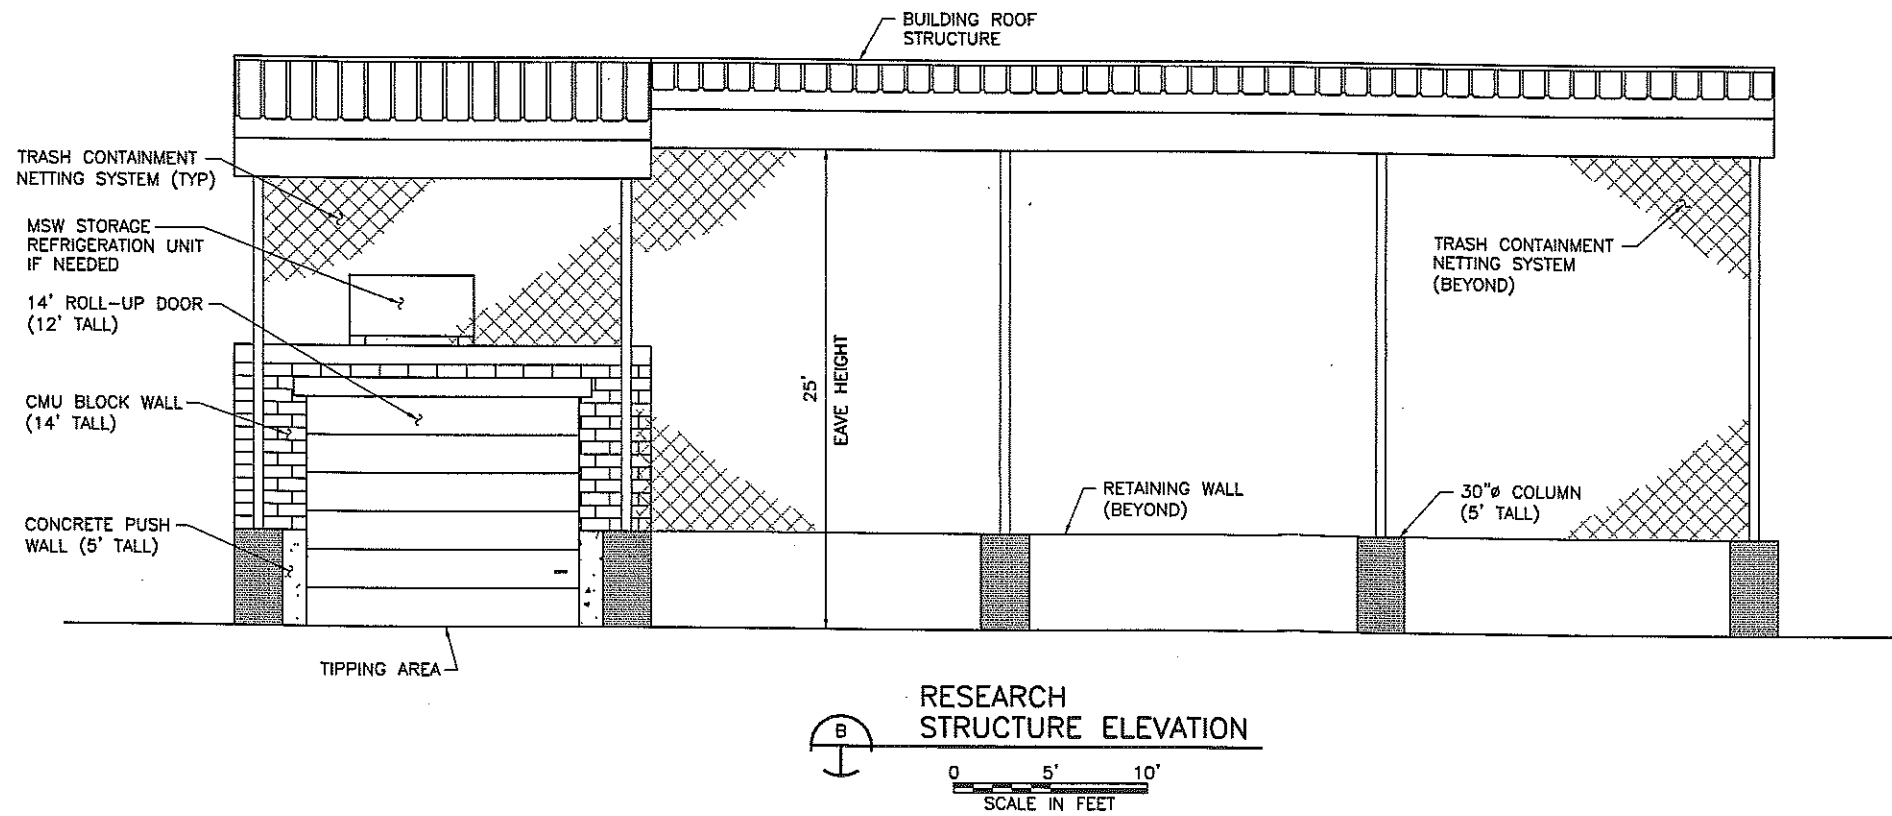 BUILDING ROOF
STRUCTURE
TRASH CONTAINMENT
NETTING SYSTEM (TYP)
MSW STORAGE
REFRIGERATION UNIT
IF NEEDED
14' ROLL-UP DOOR
(12' TALL)
CMU BLOCK WALL
(14' TALL)
CONCRETE PUSH
WALL (5' TALL)
TIPPING AREA
25'
EAVE HEIGHT
TRASH CONTAINMENT
NETTING SYSTEM
(BEYOND)
RETAINING WALL
(BEYOND)
30"ø COLUMN
(5' TALL)
B
RESEARCH
STRUCTURE ELEVATION
0 5' 10'
SCALE IN FEET